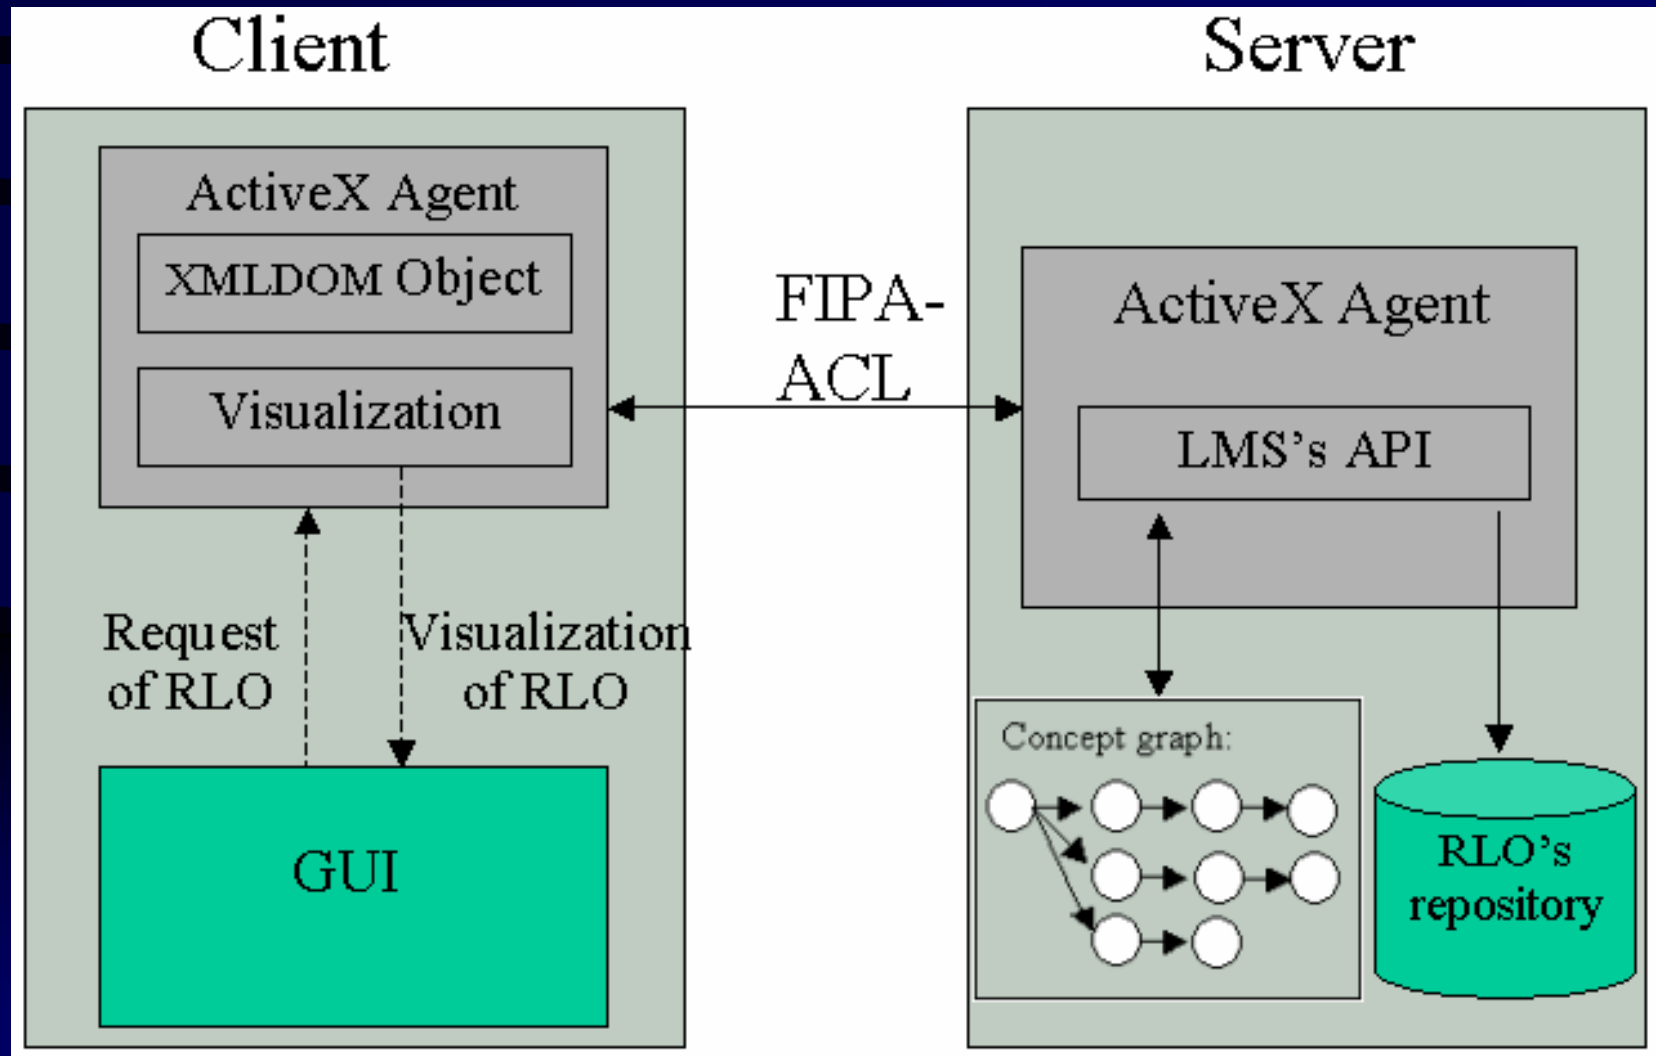 Client
Server
ActiveX Agent
XMLDOM Object
Visualization
Request
of RLO
Visualization
of RLO
GUI
FIPA-
ACL
ActiveX Agent
LMS's API
Concept graph:
RLO's
repository